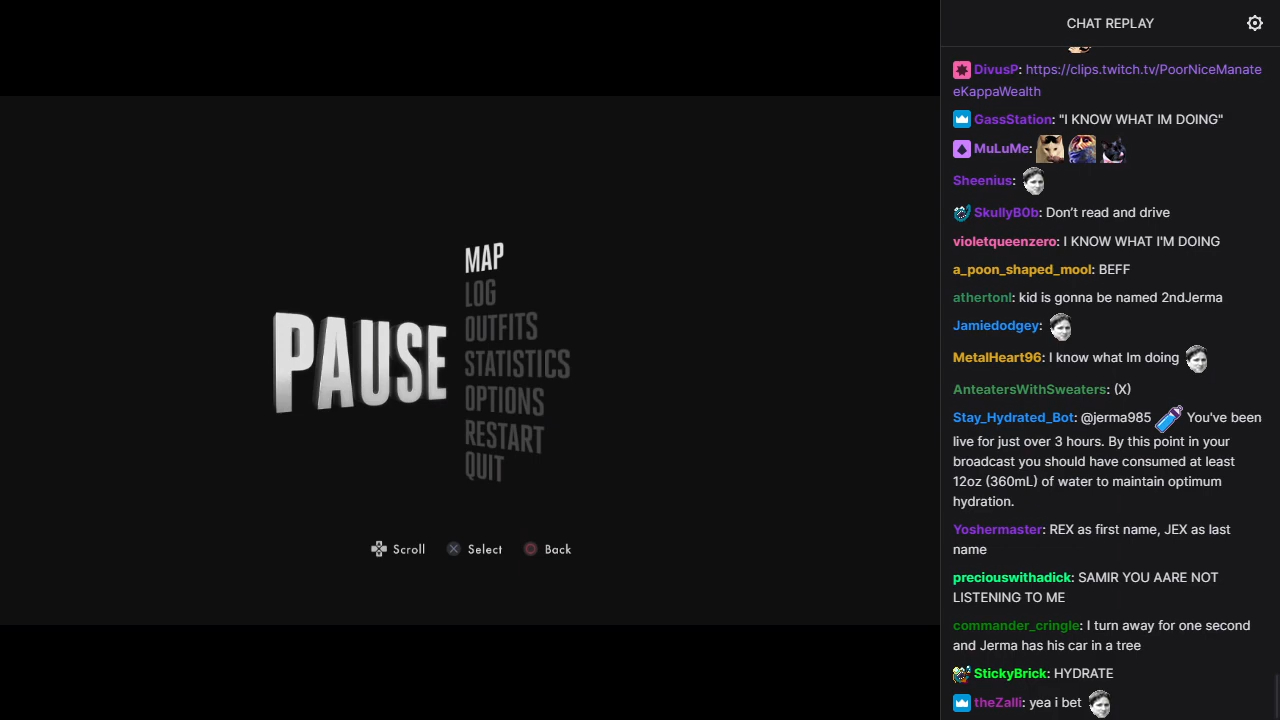 PAUSE
MAP
LOG
OUTFITS
STATISTICS
OPTIONS
RESTART
QUIT
Scroll Select Back
CHAT REPLAY
DivusP: https://clips.twitch.tv/PoorNiceManate
eKappaWealth
GassStation: "I KNOW WHAT IM DOING"
MuLuMe:
Sheenius:
SkullyB0b: Don’t read and drive
violetqueenzero: I KNOW WHAT I'M DOING
a_poon_shaped_mool: BEFF
athertonl: kid is gonna be named 2ndJerma
Jamiedodgey:
MetalHeart96: I know what Im doing
AnteatersWithSweaters: (X)
Stay_Hydrated_Bot: @jerma985 You've been
live for just over 3 hours. By this point in your
broadcast you should have consumed at least
12oz (360mL) of water to maintain optimum
hydration.
Yoshermaster: REX as first name, JEX as last
name
preciouswithadick: SAMIR YOU AARE NOT
LISTENING TO ME
commander_cringle: I turn away for one second
and Jerma has his car in a tree
StickyBrick: HYDRATE
theZalli: yea i bet